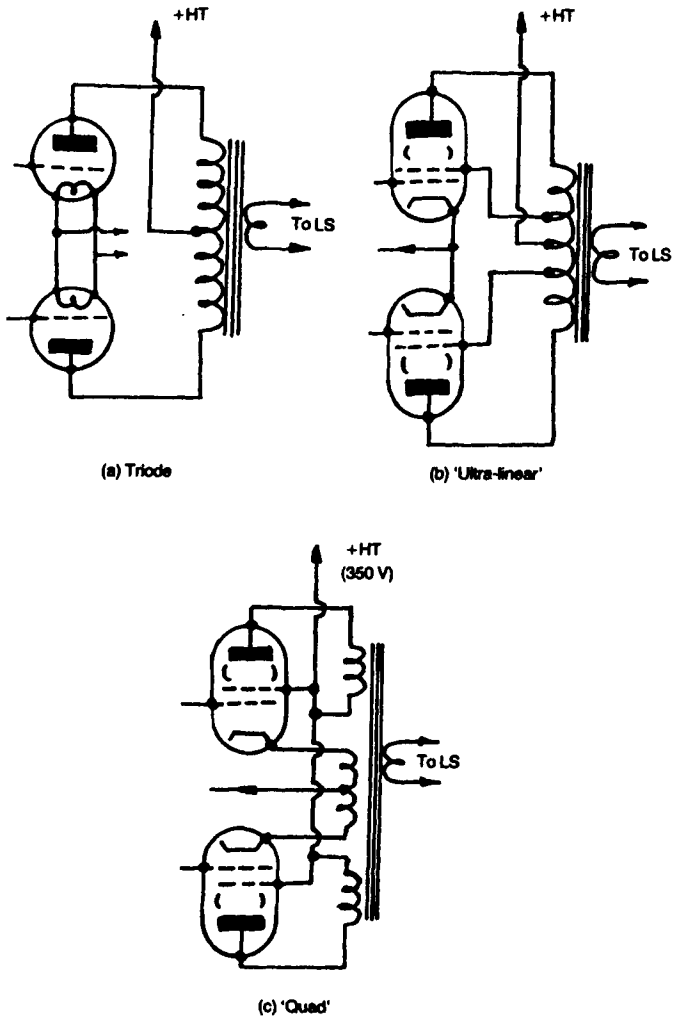 +HT
+HT
To LS
To LS
(a) Triode
(b) 'Ultra-linear'
+HT
(350 V)
To LS
(c) 'Quad'